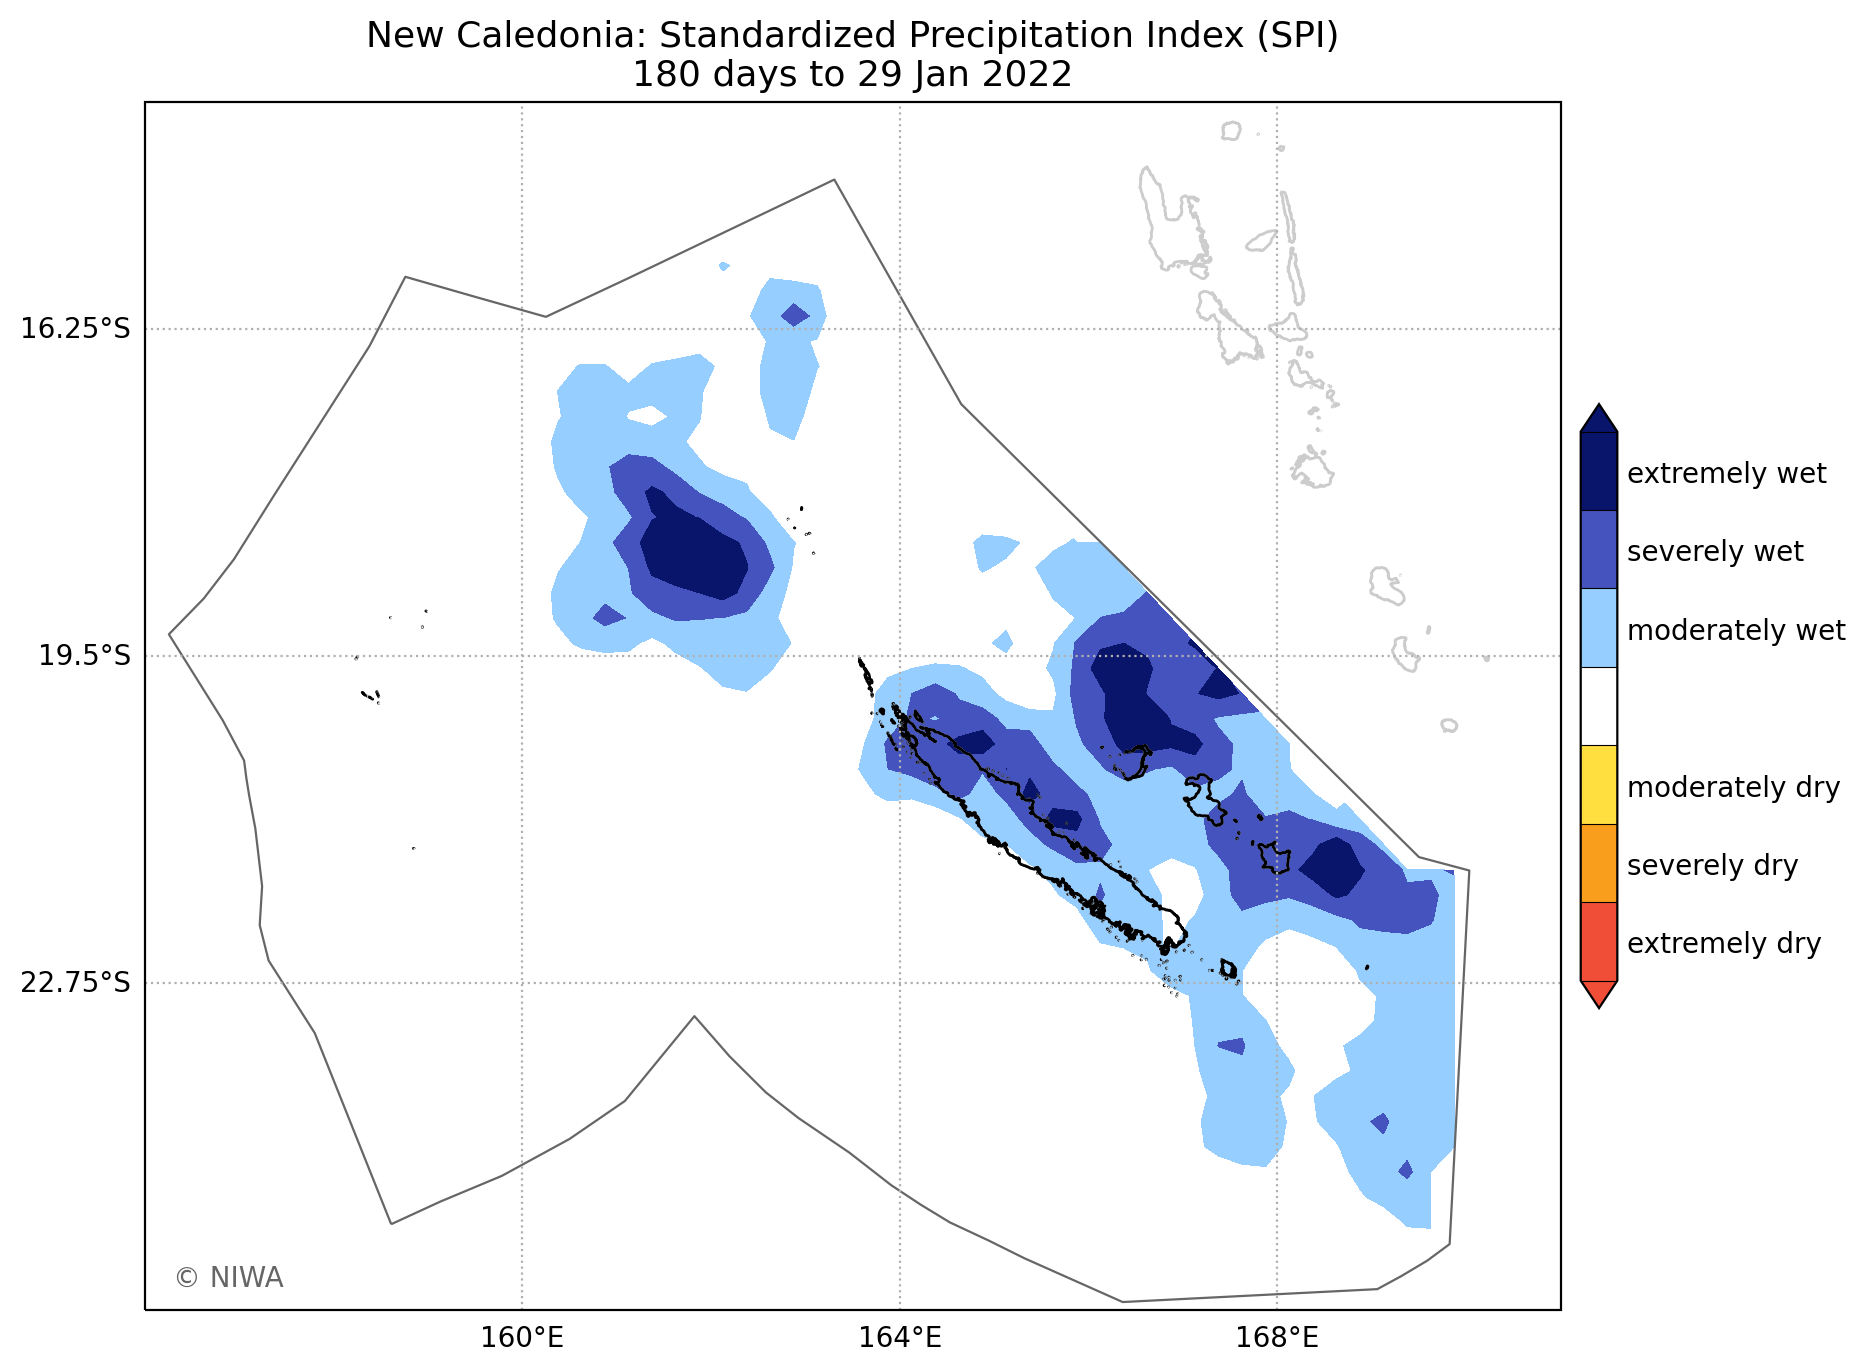 New Caledonia: Standardized Precipitation Index (SPI)
180 days to 29 Jan 2022
16.25°S
19.5°S
22.75°S
160°E
164°E
168°E
© NIWA
extremely wet
severely wet
moderately wet
moderately dry
severely dry
extremely dry